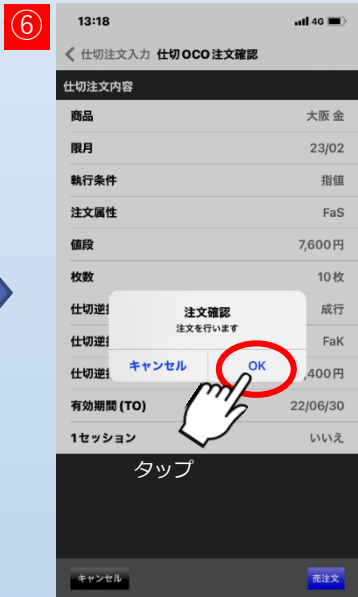 ⑥
13:18 4G
仕切注文入力 仕切OCO注文確認
仕切注文内容
商品 大阪 金
限月 23/02
執行条件 指値
注文属性 FaS
値段 7,600円
枚数 10枚
仕切逆 成行
仕切逆 FaK
仕切逆 400円
注文確認
注文を行います
キャンセル OK
有効期間 (TO) 22/06/30
1セッション いいえ
タップ
キャンセル 売注文